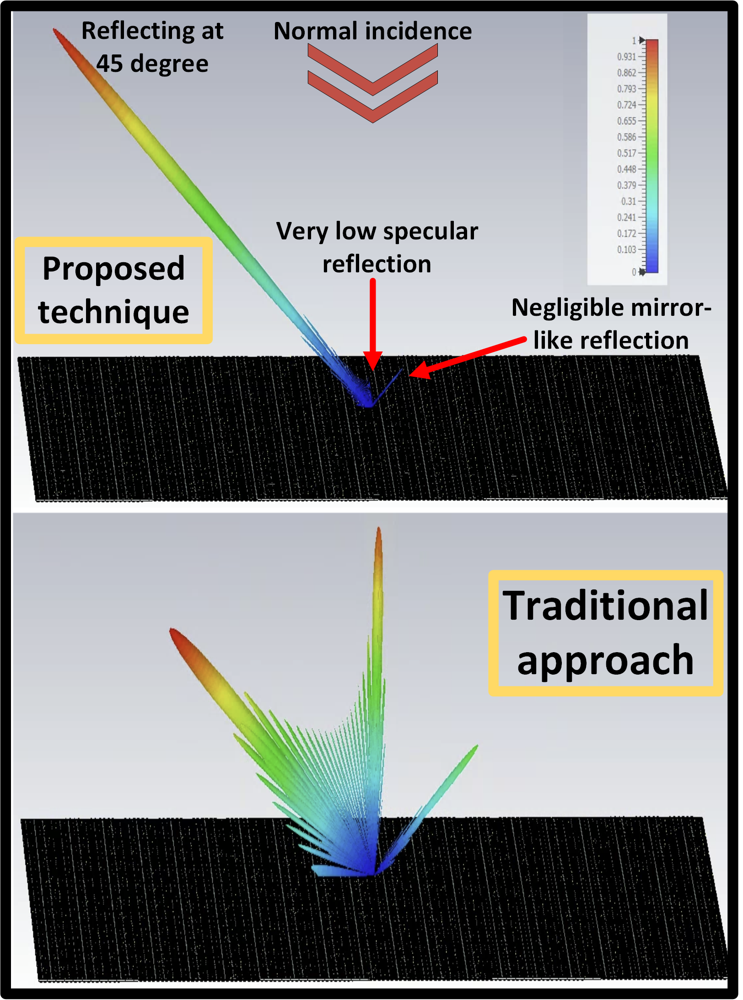 Reflecting at
45 degree
Normal incidence
1
0.931
0.862
0.793
0.724
0.655
0.586
0.517
0.448
0.379
0.31
0.241
0.172
0.103
0
Very low specular
reflection
Proposed
technique
Negligible mirror-
like reflection
Traditional
approach